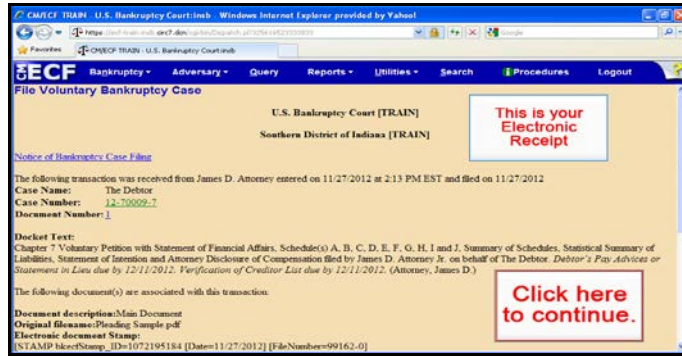 CM/ECF TRAIN - U.S. Bankruptcy Court:insb - Windows Internet Explorer provided by Yahoo!
Google
Favorites
CM/ECF TRAIN - U.S. Bankruptcy Court:insb
ECF Bankruptcy Adversary Query Reports Utilities Search Procedures Logout
File Voluntary Bankruptcy Case
U.S. Bankruptcy Court [TRAIN]
Southern District of Indiana [TRAIN]
This is your
Electronic
Receipt
Notice of Bankruptcy Case Filing
The following transaction was received from James D. Attorney entered on 11/27/2012 at 2:13 PM EST and filed on 11/27/2012
Case Name: The Debtor
Case Number: 12-70009-7
Document Number: 1
Docket Text:
Chapter 7 Voluntary Petition with Statement of Financial Affairs, Schedule(s) A, B, C, D, E, F, G, H, I and J, Summary of Schedules, Statistical Summary of
Liabilities, Statement of Intention and Attorney Disclosure of Compensation filed by James D. Attorney Jr. on behalf of The Debtor. Debtor's Pay Advices or
Statement in Lieu due by 12/11/2012. Verification of Creditor List due by 12/11/2012. (Attorney, James D.)
The following document(s) are associated with this transaction:
Click here
to continue.
Document description:Main Document
Original filename:Pleading Sample.pdf
Electronic document Stamp:
[STAMP bkecfStamp_ID=1072195184 [Date=11/27/2012] [FileNumber=99162-0]